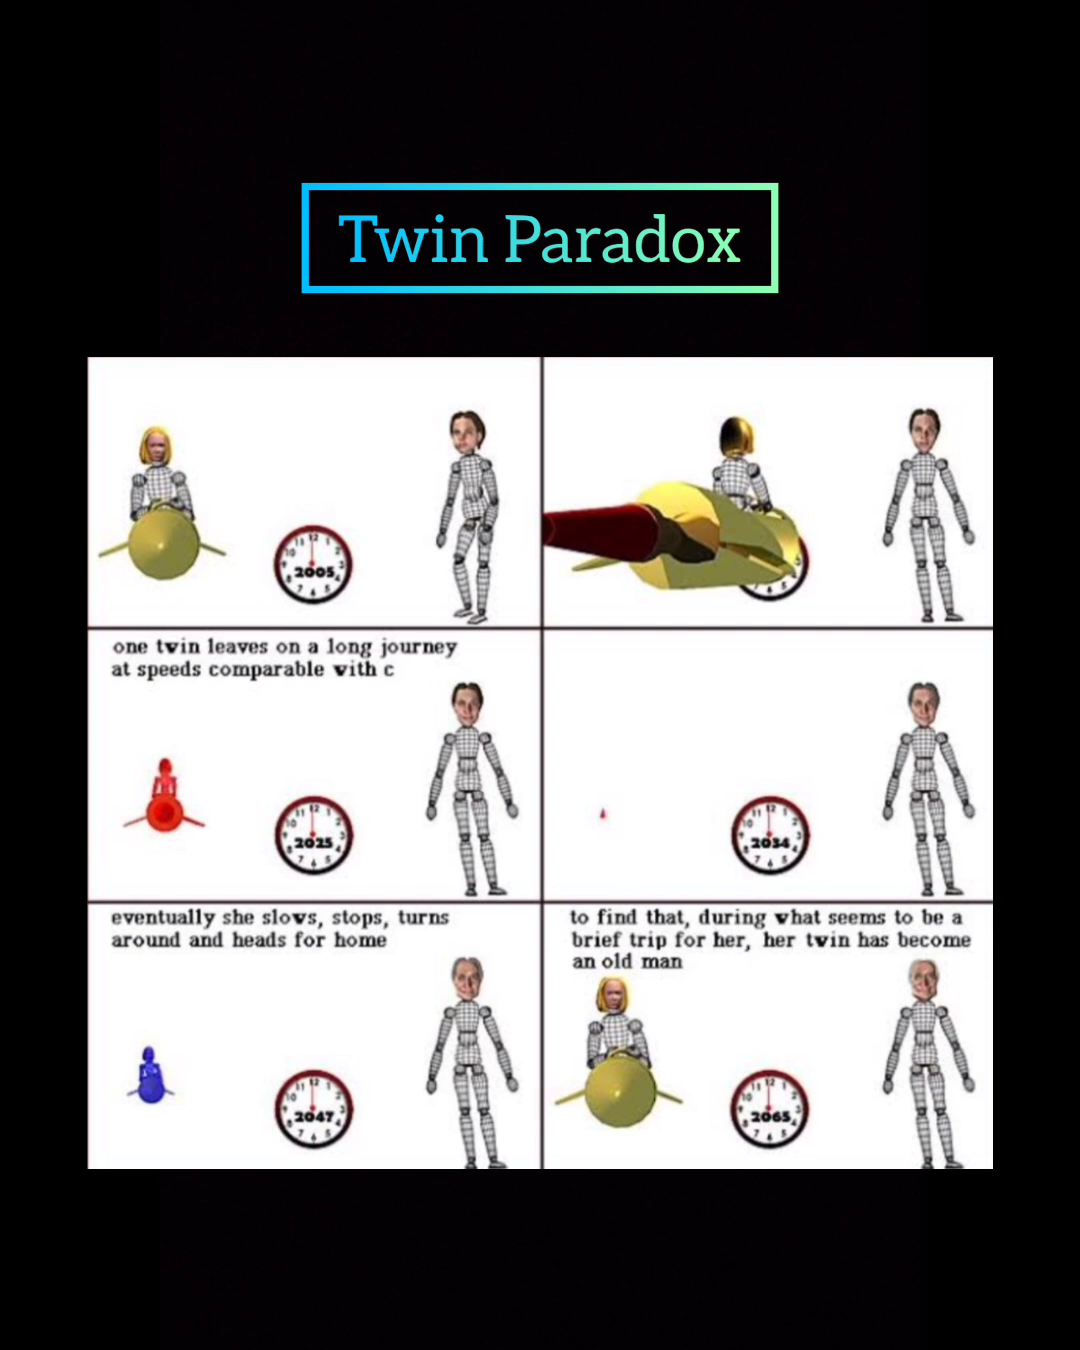 Twin Paradox
2005
one twin leaves on a long journey
at speeds comparable with c
2025
2034
eventually she slows, stops, turns
around and heads for home
2047
to find that, during what seems to be a
brief trip for her, her twin has become
an old man
2065